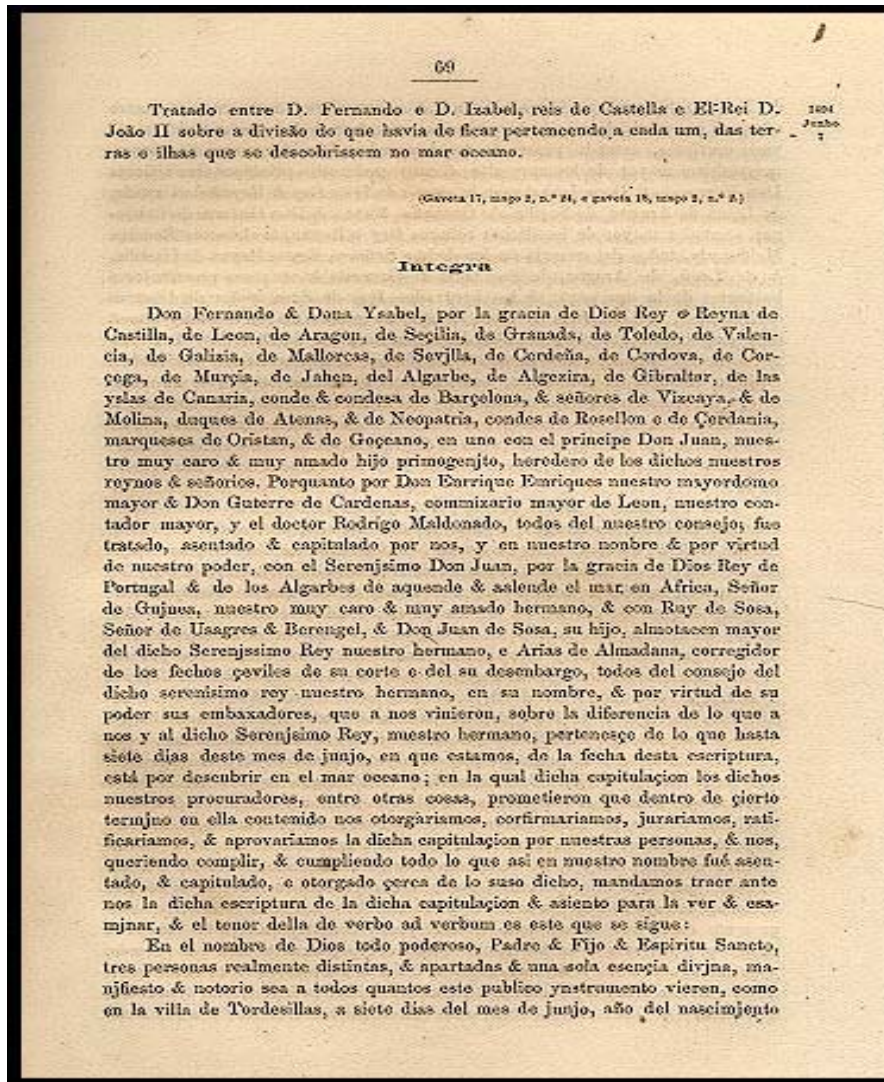 69
Tratado entre D. Fernando e D. Izabel, reis de Castella e El-Rei D.
João II sobre a divisão do que havia de ficar pertencendo a cada um, das ter-
ras e ilhas que se descobrissem no mar oceano.
1494
Junho
7
(Gaveta 17, maço 2, n.º 24, e gaveta 18, maço 2, n.º 2.)
Integra
Don Fernando & Dona Ysabel, por la gracia de Dios Rey e Reyna de
Castilla, de Leon, de Aragon, de Seçilia, de Granada, de Toledo, de Valen-
cia, de Galizia, de Mallorcas, de Sevjlla, de Cerdeña, de Cordova, de Cor-
çega, de Murçia, de Jahen, del Algarbe, de Algezira, de Gibraltar, de las
yslas de Canaria, conde & condesa de Barçelona, & señores de Vizcaya, & de
Molina, duques de Atenas, & de Neopatria, condes de Rosellon e de Çerdania,
marqueses de Oristan, & de Goçeano, en uno con el principe Don Juan, nues-
tro muy caro & muy amado hijo primogenjto, heredero de los dichos nuestros
reynos & señorios. Porquanto por Don Enrrique Enrriques nuestro mayordomo
mayor & Don Guterre de Cardenas, commizario mayor de Leon, nuestro con-
tador mayor, y el doctor Rodrigo Maldonado, todos del nuestro consejo; fue
tratado, asentado & capitulado por nos, y en nuestro nonbre & por virtud
de nuestro poder, con el Serenjsimo Don Juan, por la gracia de Dios Rey de
Portugal & de los Algarbes de aquende & aalende el mar en Africa, Señor
de Gujnea, nuestro muy caro & muy amado hermano, & con Ruy de Sosa,
Señor de Usagres & Berengel, & Don Juan de Sosa, su hijo, almotacen mayor
del dicho Serenjssimo Rey nuestro hermano, e Arias de Almadana, corregidor
de los fechos çeviles de su corte e del su desenbargo, todos del consejo del
dicho serenisimo rey nuestro hermano, en su nombre, & por virtud de su
poder sus embaxadores, que a nos vinieron, sobre la diferencia de lo que a
nos y al dicho Serenjsimo Rey, nuestro hermano, pertenesçe de lo que hasta
siete dias deste mes de junjo, en que estamos, de la fecha desta escriptura,
está por descubrir en el mar oceano; en la qual dicha capitulaçion los dichos
nuestros procuradores, entre otras cosas, prometieron que dentro de çierto
termjno en ella contenido nos otorgariamos, confirmariamos, jurariamos, rati-
ficariamos, & aprovariamos la dicha capitulaçion por nuestras personas, & nos,
queriendo complir, & cumpliendo todo lo que asi en nuestro nombre fué asen-
tado, & capitulado, e otorgado çerca de lo suso dicho, mandamos traer ante
nos la dicha escriptura de la dicha capitulaçion & asiento para la ver & esa-
mjnar, & el tenor della de verbo ad verbum es este que se sigue:
En el nombre de Dios todo poderoso, Padre & Fijo & Espiritu Sancto,
tres personas realmente distintas, & apartadas & una sola esençia divjna, ma-
njfiesto & notorio sea a todos quantos este publico ynstrumento vieren, como
en la villa de Tordesillas, a siete dias del mes de junjo, año del nascimjento